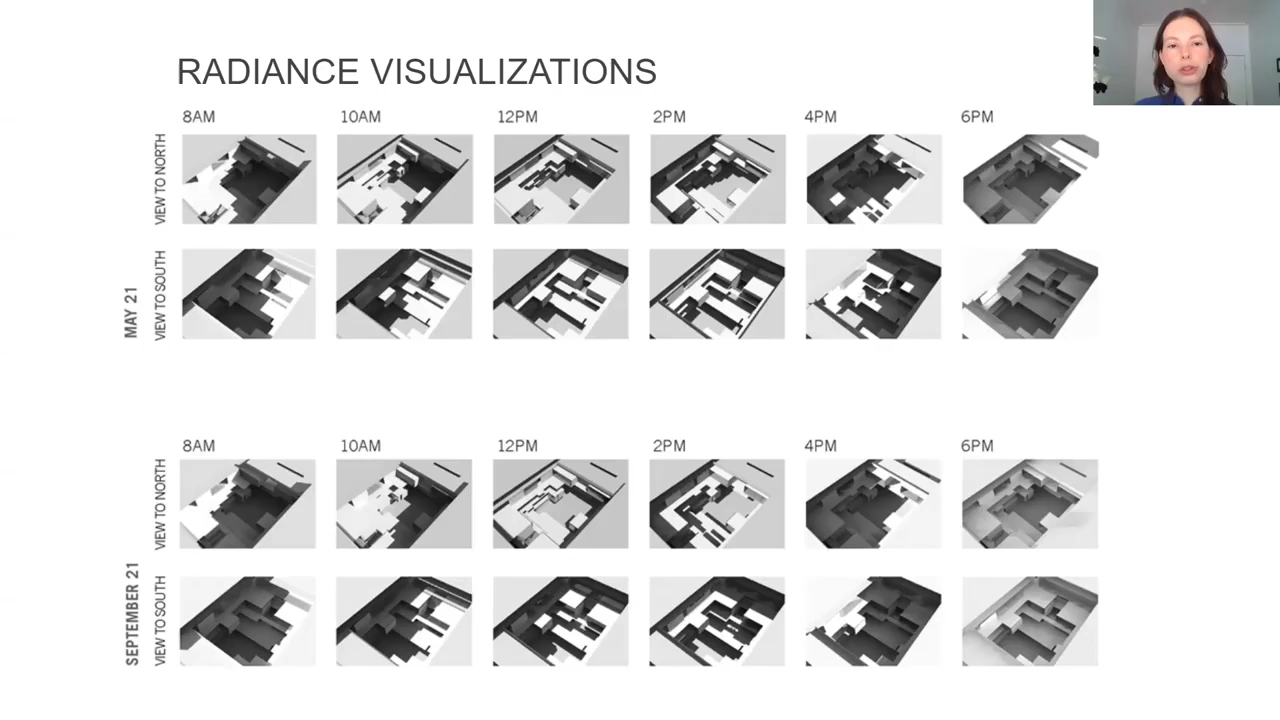 RADIANCE VISUALIZATIONS
8AM 10AM 12PM 2PM 4PM 6PM
VIEW TO NORTH
VIEW TO SOUTH
MAY 21
8AM 10AM 12PM 2PM 4PM 6PM
VIEW TO NORTH
VIEW TO SOUTH
SEPTEMBER 21